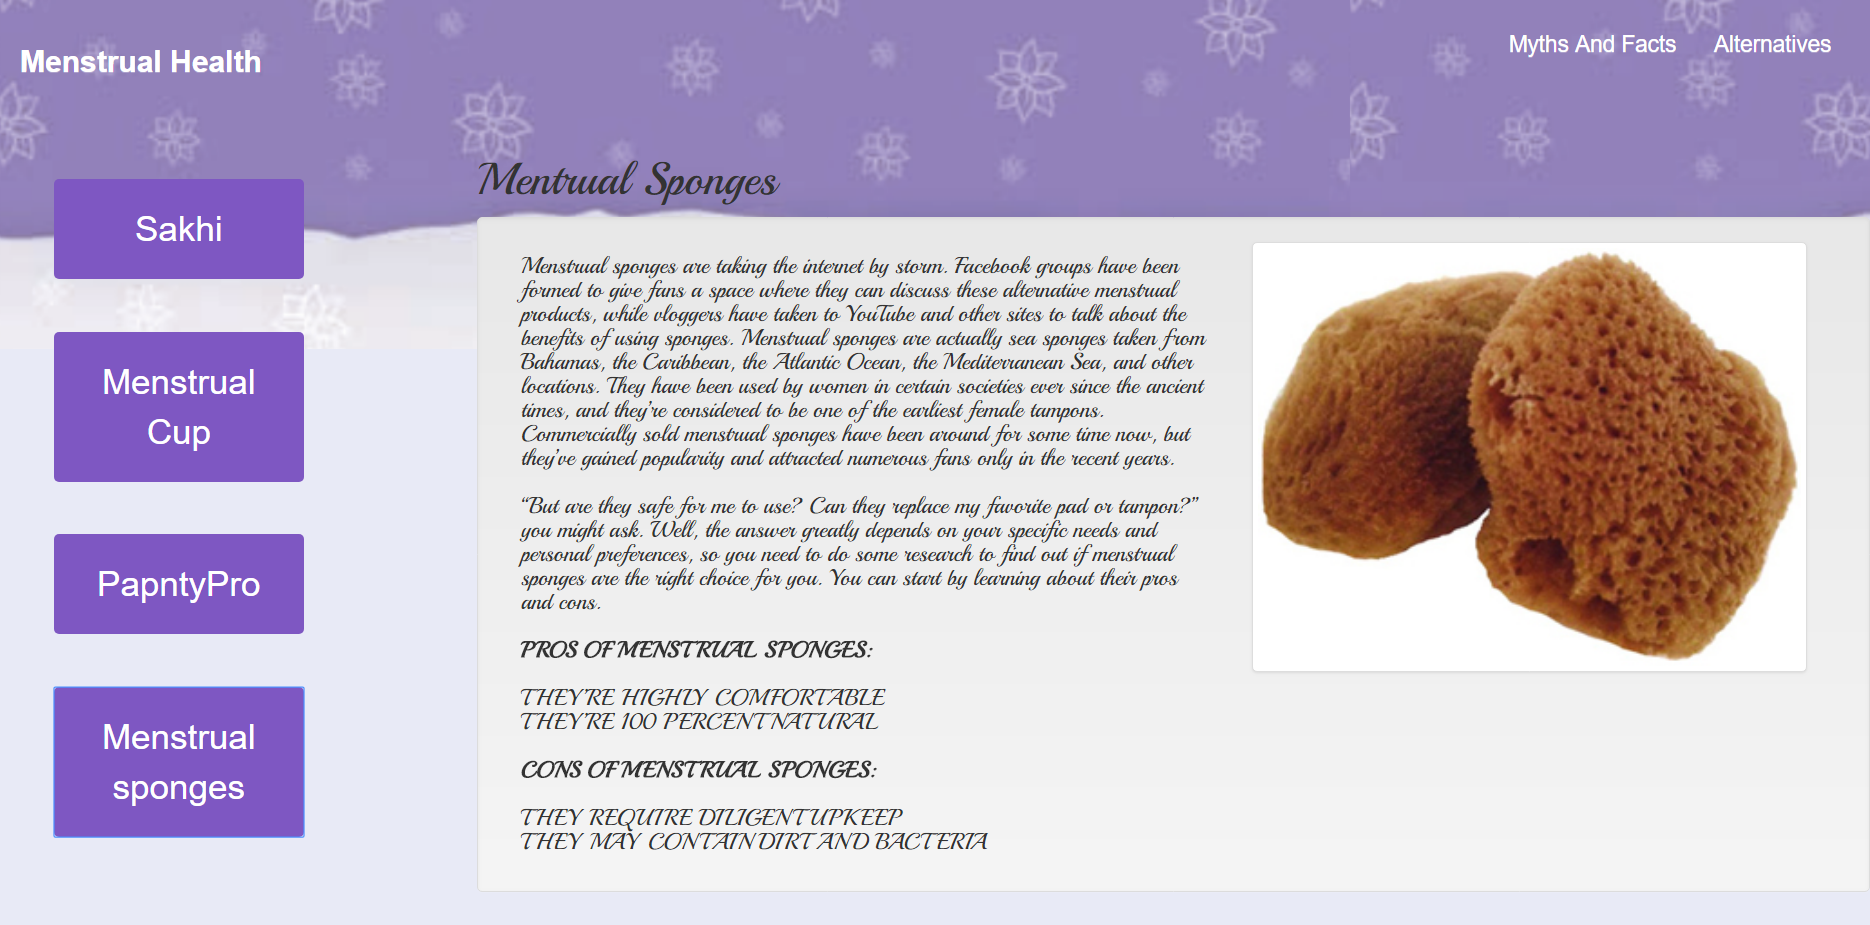 Menstrual Health
Myths And Facts
Alternatives
Sakhi
Menstrual
Cup
PapntyPro
Menstrual
sponges
Mentrual Sponges
Menstrual sponges are taking the internet by storm. Facebook groups have been
formed to give fans a space where they can discuss these alternative menstrual
products, while vloggers have taken to YouTube and other sites to talk about the
benefits of using sponges. Menstrual sponges are actually sea sponges taken from
Bahamas, the Caribbean, the Atlantic Ocean, the Mediterranean Sea, and other
locations. They have been used by women in certain societies ever since the ancient
times, and they're considered to be one of the earliest female tampons.
Commercially sold menstrual sponges have been around for some time now, but
they've gained popularity and attracted numerous fans only in the recent years.
“But are they safe for me to use? Can they replace my favorite pad or tampon?”
you might ask. Well, the answer greatly depends on your specific needs and
personal preferences, so you need to do some research to find out if menstrual
sponges are the right choice for you. You can start by learning about their pros
and cons.
PROS OF MENSTRUAL SPONGES:
THEY'RE HIGHLY COMFORTABLE
THEY'RE 100 PERCENT NATURAL
CONS OF MENSTRUAL SPONGES:
THEY REQUIRE DILIGENT UPKEEP
THEY MAY CONTAIN DIRT AND BACTERIA